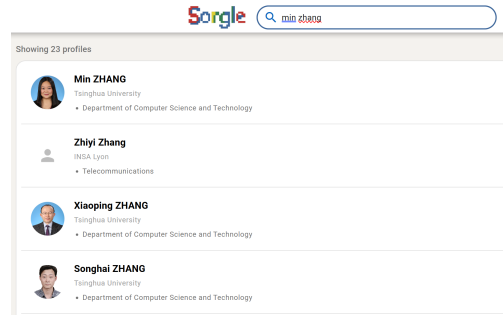 Sorgle
min zhang
Showing 23 profiles
Min ZHANG
Tsinghua University
• Department of Computer Science and Technology
Zhiyi Zhang
INSA Lyon
• Telecommunications
Xiaoping ZHANG
Tsinghua University
• Department of Computer Science and Technology
Songhai ZHANG
Tsinghua University
• Department of Computer Science and Technology